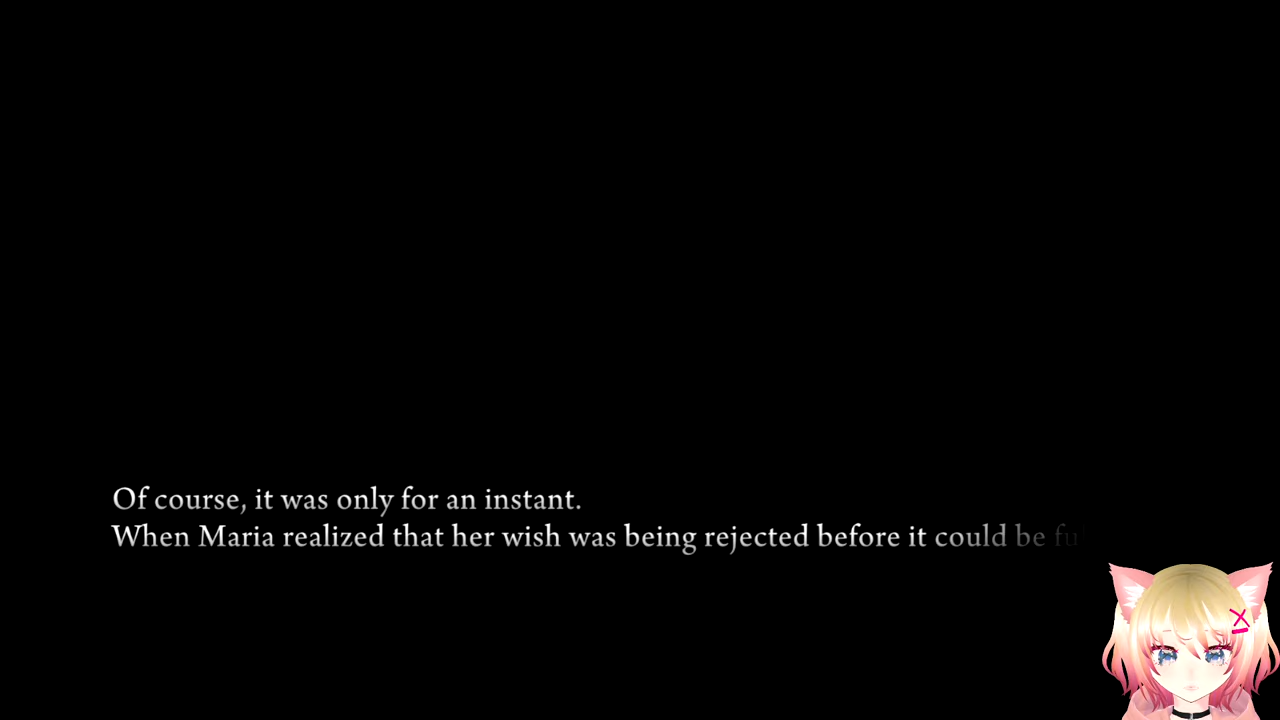 Of course, it was only for an instant.
When Maria realized that her wish was being rejected before it could be